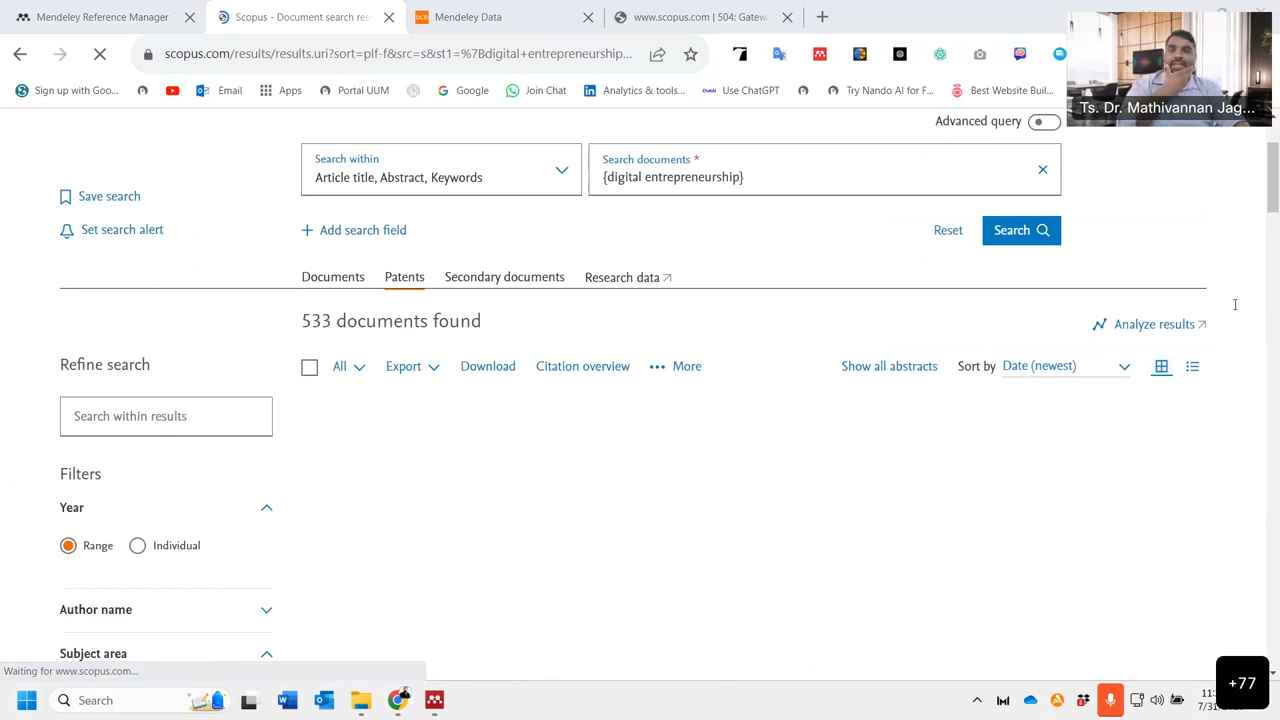 Mendeley Reference Manager
Scopus - Document search res
Mendeley Data
www.scopus.com | 504: Gatew
scopus.com/results/results.uri?sort=plf-f&src=s&st1=%7Bdigital+entrepreneurship...
Sign up with Goo...
Email
Apps
Portal UUM
Google
Join Chat
Analytics & tools...
ChatAI
Use ChatGPT
Try Nando AI for F...
Best Website Buil...
Ts. Dr. Mathivannan Jag...
Advanced query
Search within
Article title, Abstract, Keywords
Search documents *
{digital entrepreneurship}
Save search
Set search alert
Add search field
Reset
Search
Documents
Patents
Secondary documents
Research data
533 documents found
Analyze results
Refine search
All
Export
Download
Citation overview
More
Show all abstracts
Sort by
Date (newest)
Search within results
Filters
Year
Range
Individual
Author name
Subject area
Waiting for www.scopus.com...
Search
+77